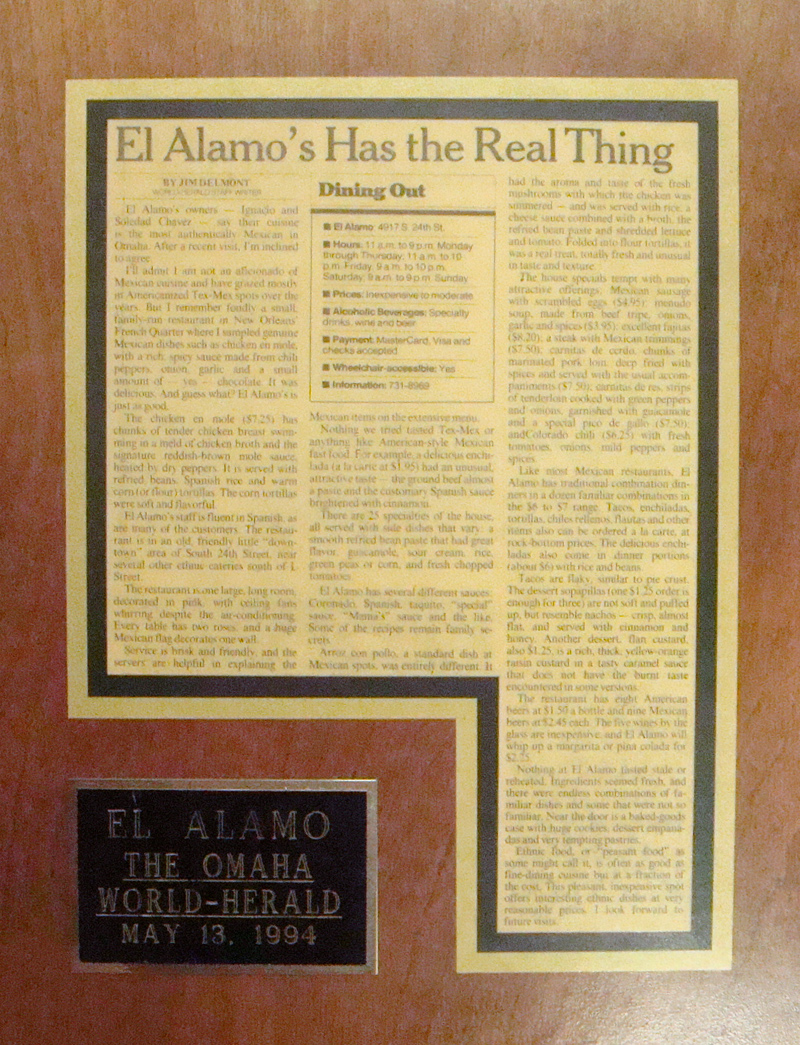 El Alamo's Has the Real Thing
BY JIM DELMONT
WORLD-HERALD STAFF WRITER
El Alamo's owners — Ignacio and
Soledad Chavez — say their cuisine
is the most authentically Mexican in
Omaha. After a recent visit, I'm inclined
to agree.
I'll admit I am not an aficionado of
Mexican cuisine and have grazed mostly
in Americanized Tex-Mex spots over the
years. But I remember fondly a small,
family-run restaurant in New Orleans'
French Quarter where I sampled genuine
Mexican dishes such as chicken en mole,
with a rich, spicy sauce made from chili
peppers, onion, garlic and a small
amount of — yes — chocolate. It was
delicious. And guess what? El Alamo's is
just as good.
The chicken en mole ($7.25) has
chunks of tender chicken breast swim-
ming in a meld of chicken broth and the
signature reddish-brown mole sauce,
heated by dry peppers. It is served with
refried beans, Spanish rice and warm
corn (or flour) tortillas. The corn tortillas
were soft and flavorful.
El Alamo's staff is fluent in Spanish, as
are many of the customers. The restau-
rant is in an old, friendly little "down-
town" area of South 24th Street, near
several other ethnic eateries south of L
Street.
The restaurant is one large, long room,
decorated in pink, with ceiling fans
whirring despite the air-conditioning.
Every table has two roses, and a huge
Mexican flag decorates one wall.
Service is brisk and friendly, and the
servers are helpful in explaining the
Dining Out
■ El Alamo: 4917 S. 24th St.
■ Hours: 11 a.m. to 9 p.m. Monday
through Thursday; 11 a.m. to 10
p.m. Friday; 9 a.m. to 10 p.m.
Saturday; 9 a.m. to 9 p.m. Sunday
■ Prices: Inexpensive to moderate
■ Alcoholic Beverages: Specialty
drinks, wine and beer
■ Payment: MasterCard, Visa and
checks accepted
■ Wheelchair-accessible: Yes
■ Information: 731-8969
Mexican items on the extensive menu.
Nothing we tried tasted Tex-Mex or
anything like American-style Mexican
fast food. For example, a delicious enchi-
lada (a la carte at $1.95) had an unusual,
attractive taste — the ground beef almost
a paste and the customary Spanish sauce
brightened with cinnamon.
There are 25 specialties of the house,
all served with side dishes that vary: a
smooth refried bean paste that had great
flavor, guacamole, sour cream, rice,
green peas or corn, and fresh chopped
tomatoes.
El Alamo has several different sauces:
Coronado, Spanish, taquito, "special"
sauce, "Mama's" sauce and the like.
Some of the recipes remain family se-
crets.
Arroz con pollo, a standard dish at
Mexican spots, was entirely different. It
had the aroma and taste of the fresh
mushrooms with which the chicken was
simmered — and was served with rice, a
cheese sauce combined with a broth, the
refried bean paste and shredded lettuce
and tomato. Folded into flour tortillas, it
was a real treat, totally fresh and unusual
in taste and texture.
The house specials tempt with many
attractive offerings: Mexican sausage
with scrambled eggs ($4.95); menudo
soup, made from beef tripe, onions,
garlic and spices ($3.95); excellent fajitas
($8.20); a steak with Mexican trimmings
($7.50); carnitas de cerdo, chunks of
marinated pork loin, deep fried with
spices and served with the usual accom-
paniments ($7.50); carnitas de res, strips
of tenderloin cooked with green peppers
and onions, garnished with guacamole
and a special pico de gallo ($7.50);
andColorado chili ($6.25) with fresh
tomatoes, onions, mild peppers and
spices.
Like most Mexican restaurants, El
Alamo has traditional combination din-
ners in a dozen familiar combinations in
the $6 to $7 range. Tacos, enchiladas,
tortillas, chiles rellenos, flautas and other
items also can be ordered a la carte, at
rock-bottom prices. The delicious enchi-
ladas also come in dinner portions
(about $6) with rice and beans.
Tacos are flaky, similar to pie crust.
The dessert sopapillas (one $1.25 order is
enough for three) are not soft and puffed
up, but resemble nachos — crisp, almost
flat, and served with cinnamon and
honey. Another dessert, flan custard,
also $1.25, is a rich, thick, yellow-orange
raisin custard in a tasty caramel sauce
that does not have the burnt taste
encountered in some versions.
The restaurant has eight American
beers at $1.50 a bottle and nine Mexican
beers at $2.45 each. The five wines by the
glass are inexpensive, and El Alamo will
whip up a margarita or pina colada for
$2.75.
Nothing at El Alamo tasted stale or
reheated. Ingredients seemed fresh, and
there were endless combinations of fa-
miliar dishes and some that were not so
familiar. Near the door is a baked-goods
case with huge cookies, dessert empana-
das and very tempting pastries.
Ethnic food, or "peasant food" as
some might call it, is often as good as
fine-dining cuisine but at a fraction of
the cost. This pleasant, inexpensive spot
offers interesting ethnic dishes at very
reasonable prices. I look forward to
future visits.
EL ALAMO
THE OMAHA
WORLD-HERALD
MAY 13, 1994